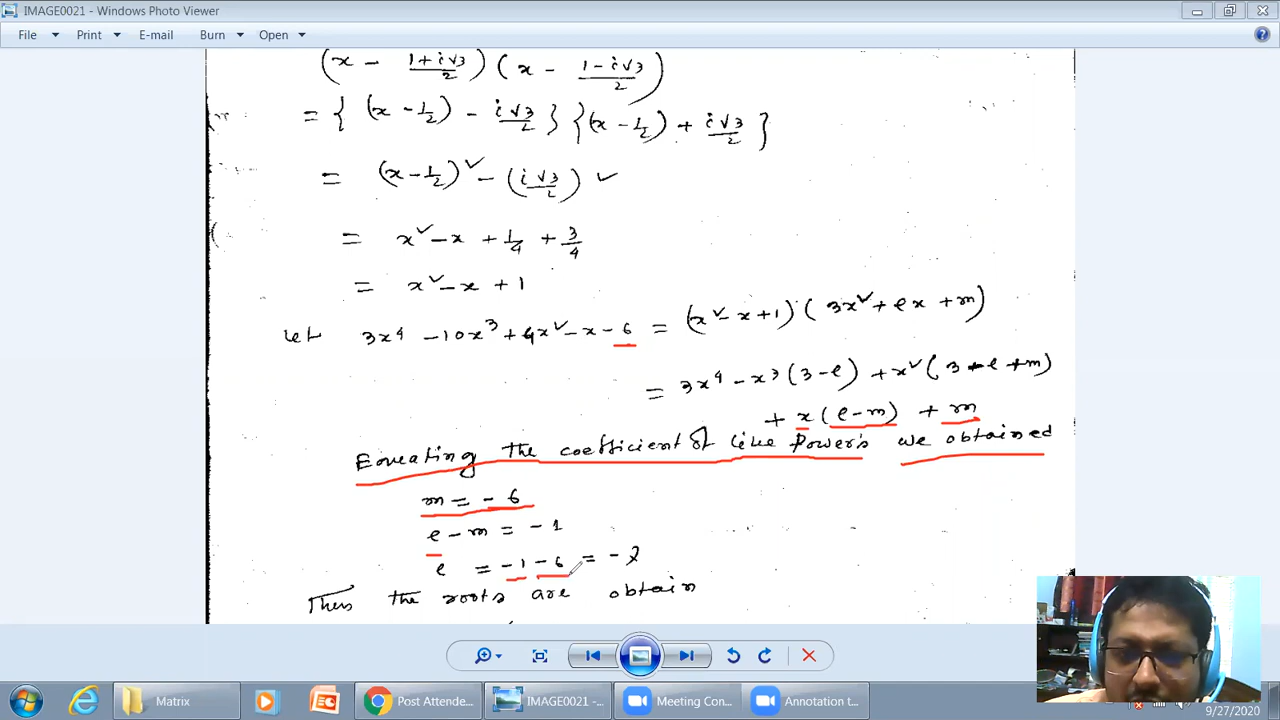 IMAGE0021 - Windows Photo Viewer
File Print E-mail Burn Open
(x - (1+i√3)/2) (x - (1-i√3)/2)
= { (x - 1/2) - i√3/2 } { (x - 1/2) + i√3/2 }
= (x - 1/2)² - (i√3/2)²
= x² - x + 1/4 + 3/4
= x² - x + 1
Let 3x⁴ - 10x³ + 4x² - x - 6 = (x² - x + 1) (3x² + ex + m)
= 3x⁴ - x³(3 - e) + x²(3 - e + m)
+ x(e - m) + m
Equating the coefficient of like Powers we obtained
m = - 6
e - m = - 1
e = - 1 - 6 = - 7
Then the roots are obtain
Matrix
Post Attende...
IMAGE0021 -...
Meeting Con...
Annotation t...
9/27/2020